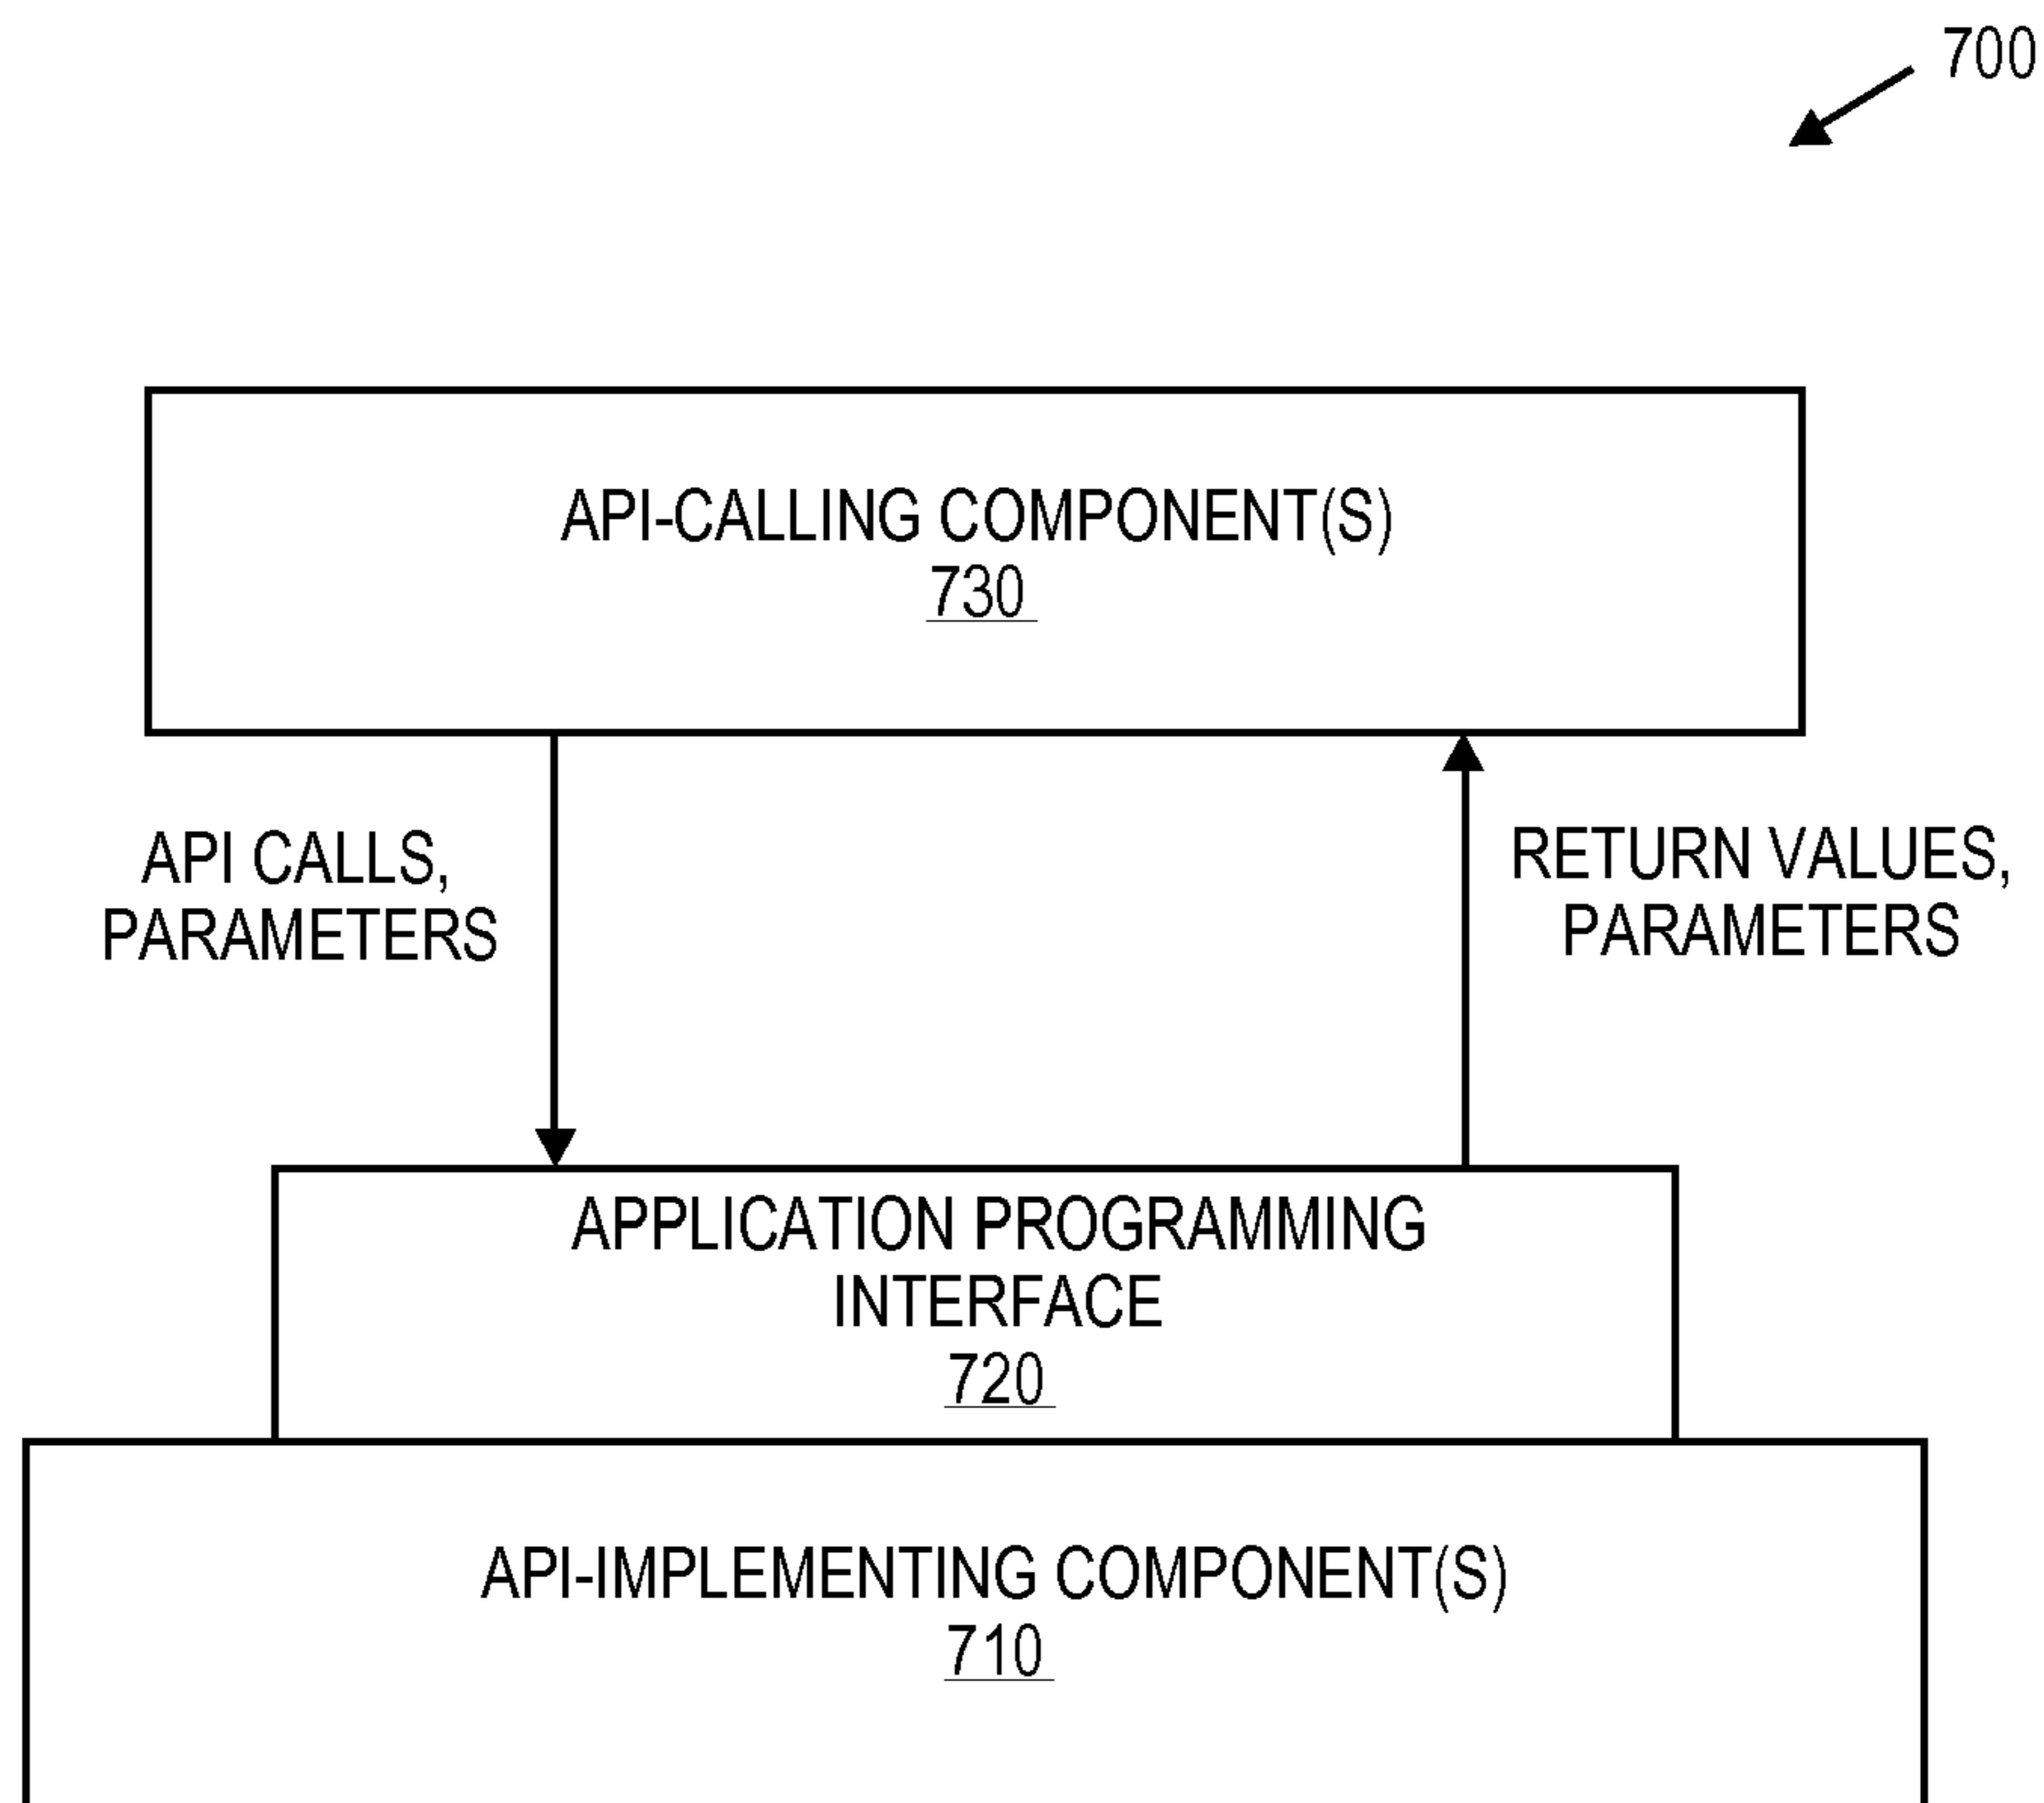 700
API-CALLING COMPONENT(S)
730
API CALLS,
PARAMETERS
RETURN VALUES,
PARAMETERS
APPLICATION PROGRAMMING
INTERFACE
720
API-IMPLEMENTING COMPONENT(S)
710